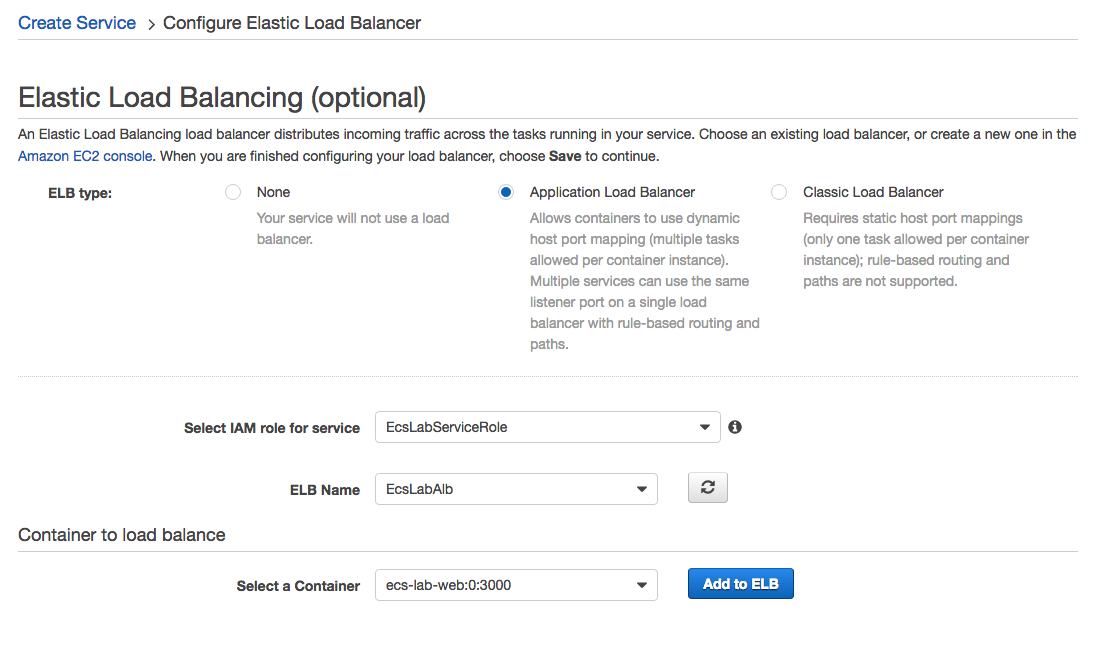 Create Service > Configure Elastic Load Balancer
Elastic Load Balancing (optional)
An Elastic Load Balancing load balancer distributes incoming traffic across the tasks running in your service. Choose an existing load balancer, or create a new one in the
Amazon EC2 console. When you are finished configuring your load balancer, choose Save to continue.
ELB type:
None
Your service will not use a load
balancer.
Application Load Balancer
Allows containers to use dynamic
host port mapping (multiple tasks
allowed per container instance).
Multiple services can use the same
listener port on a single load
balancer with rule-based routing and
paths.
Classic Load Balancer
Requires static host port mappings
(only one task allowed per container
instance); rule-based routing and
paths are not supported.
Select IAM role for service EcsLabServiceRole
ELB Name EcsLabAlb
Container to load balance
Select a Container ecs-lab-web:0:3000 Add to ELB